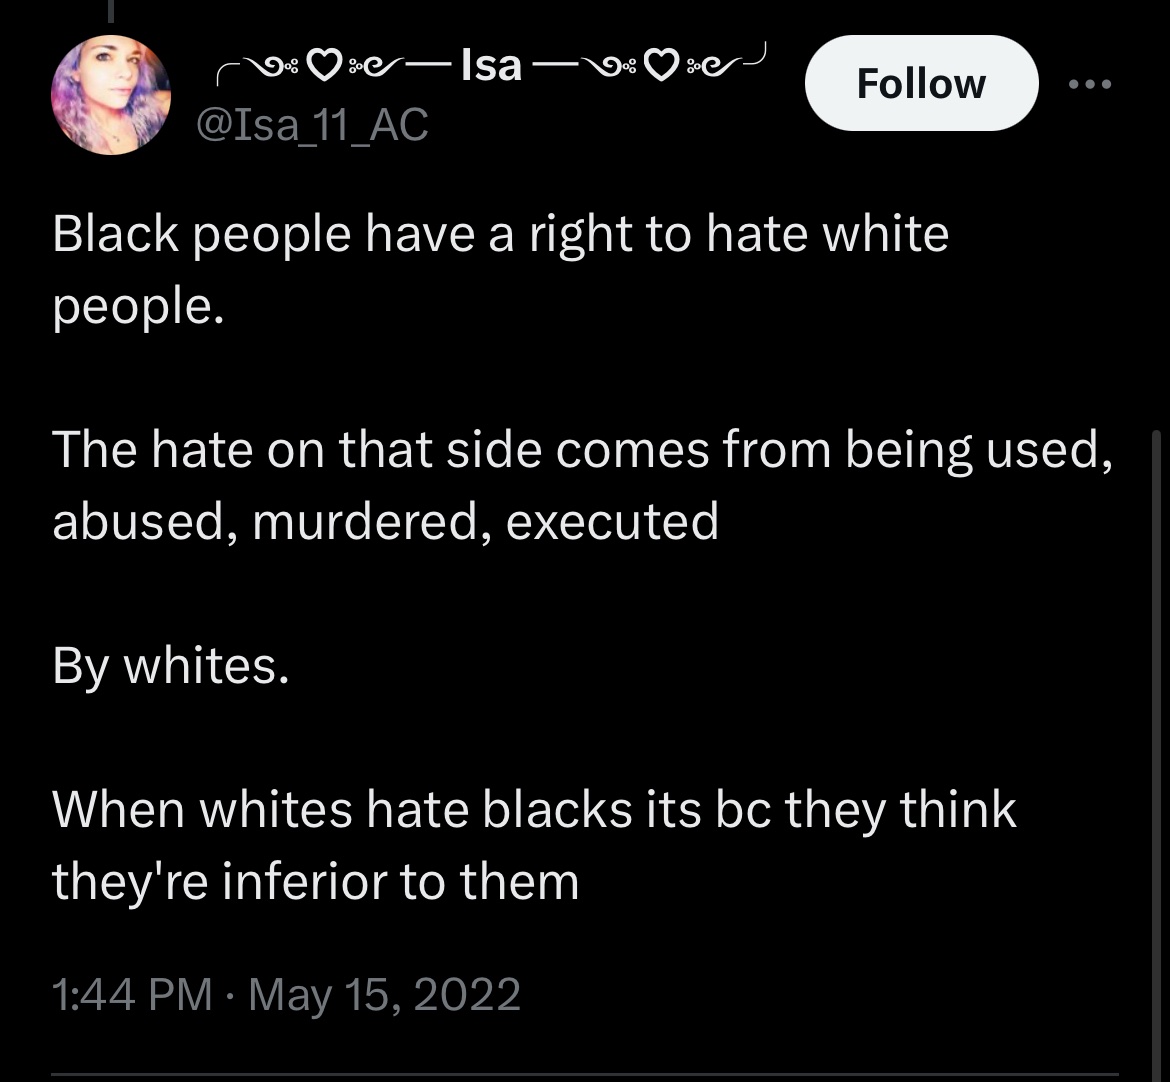 ╭─༺♡༻── Isa ──༺♡༻─╯
Follow
@Isa_11_AC
Black people have a right to hate white
people.
The hate on that side comes from being used,
abused, murdered, executed
By whites.
When whites hate blacks its bc they think
they're inferior to them
1:44 PM · May 15, 2022